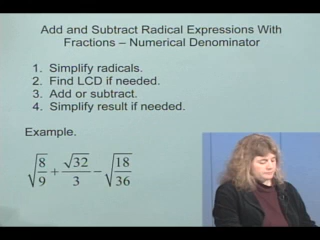 Add and Subtract Radical Expressions With
Fractions – Numerical Denominator
1. Simplify radicals.
2. Find LCD if needed.
3. Add or subtract.
4. Simplify result if needed.
Example.
√(8/9) + √32/3 − √(18/36)